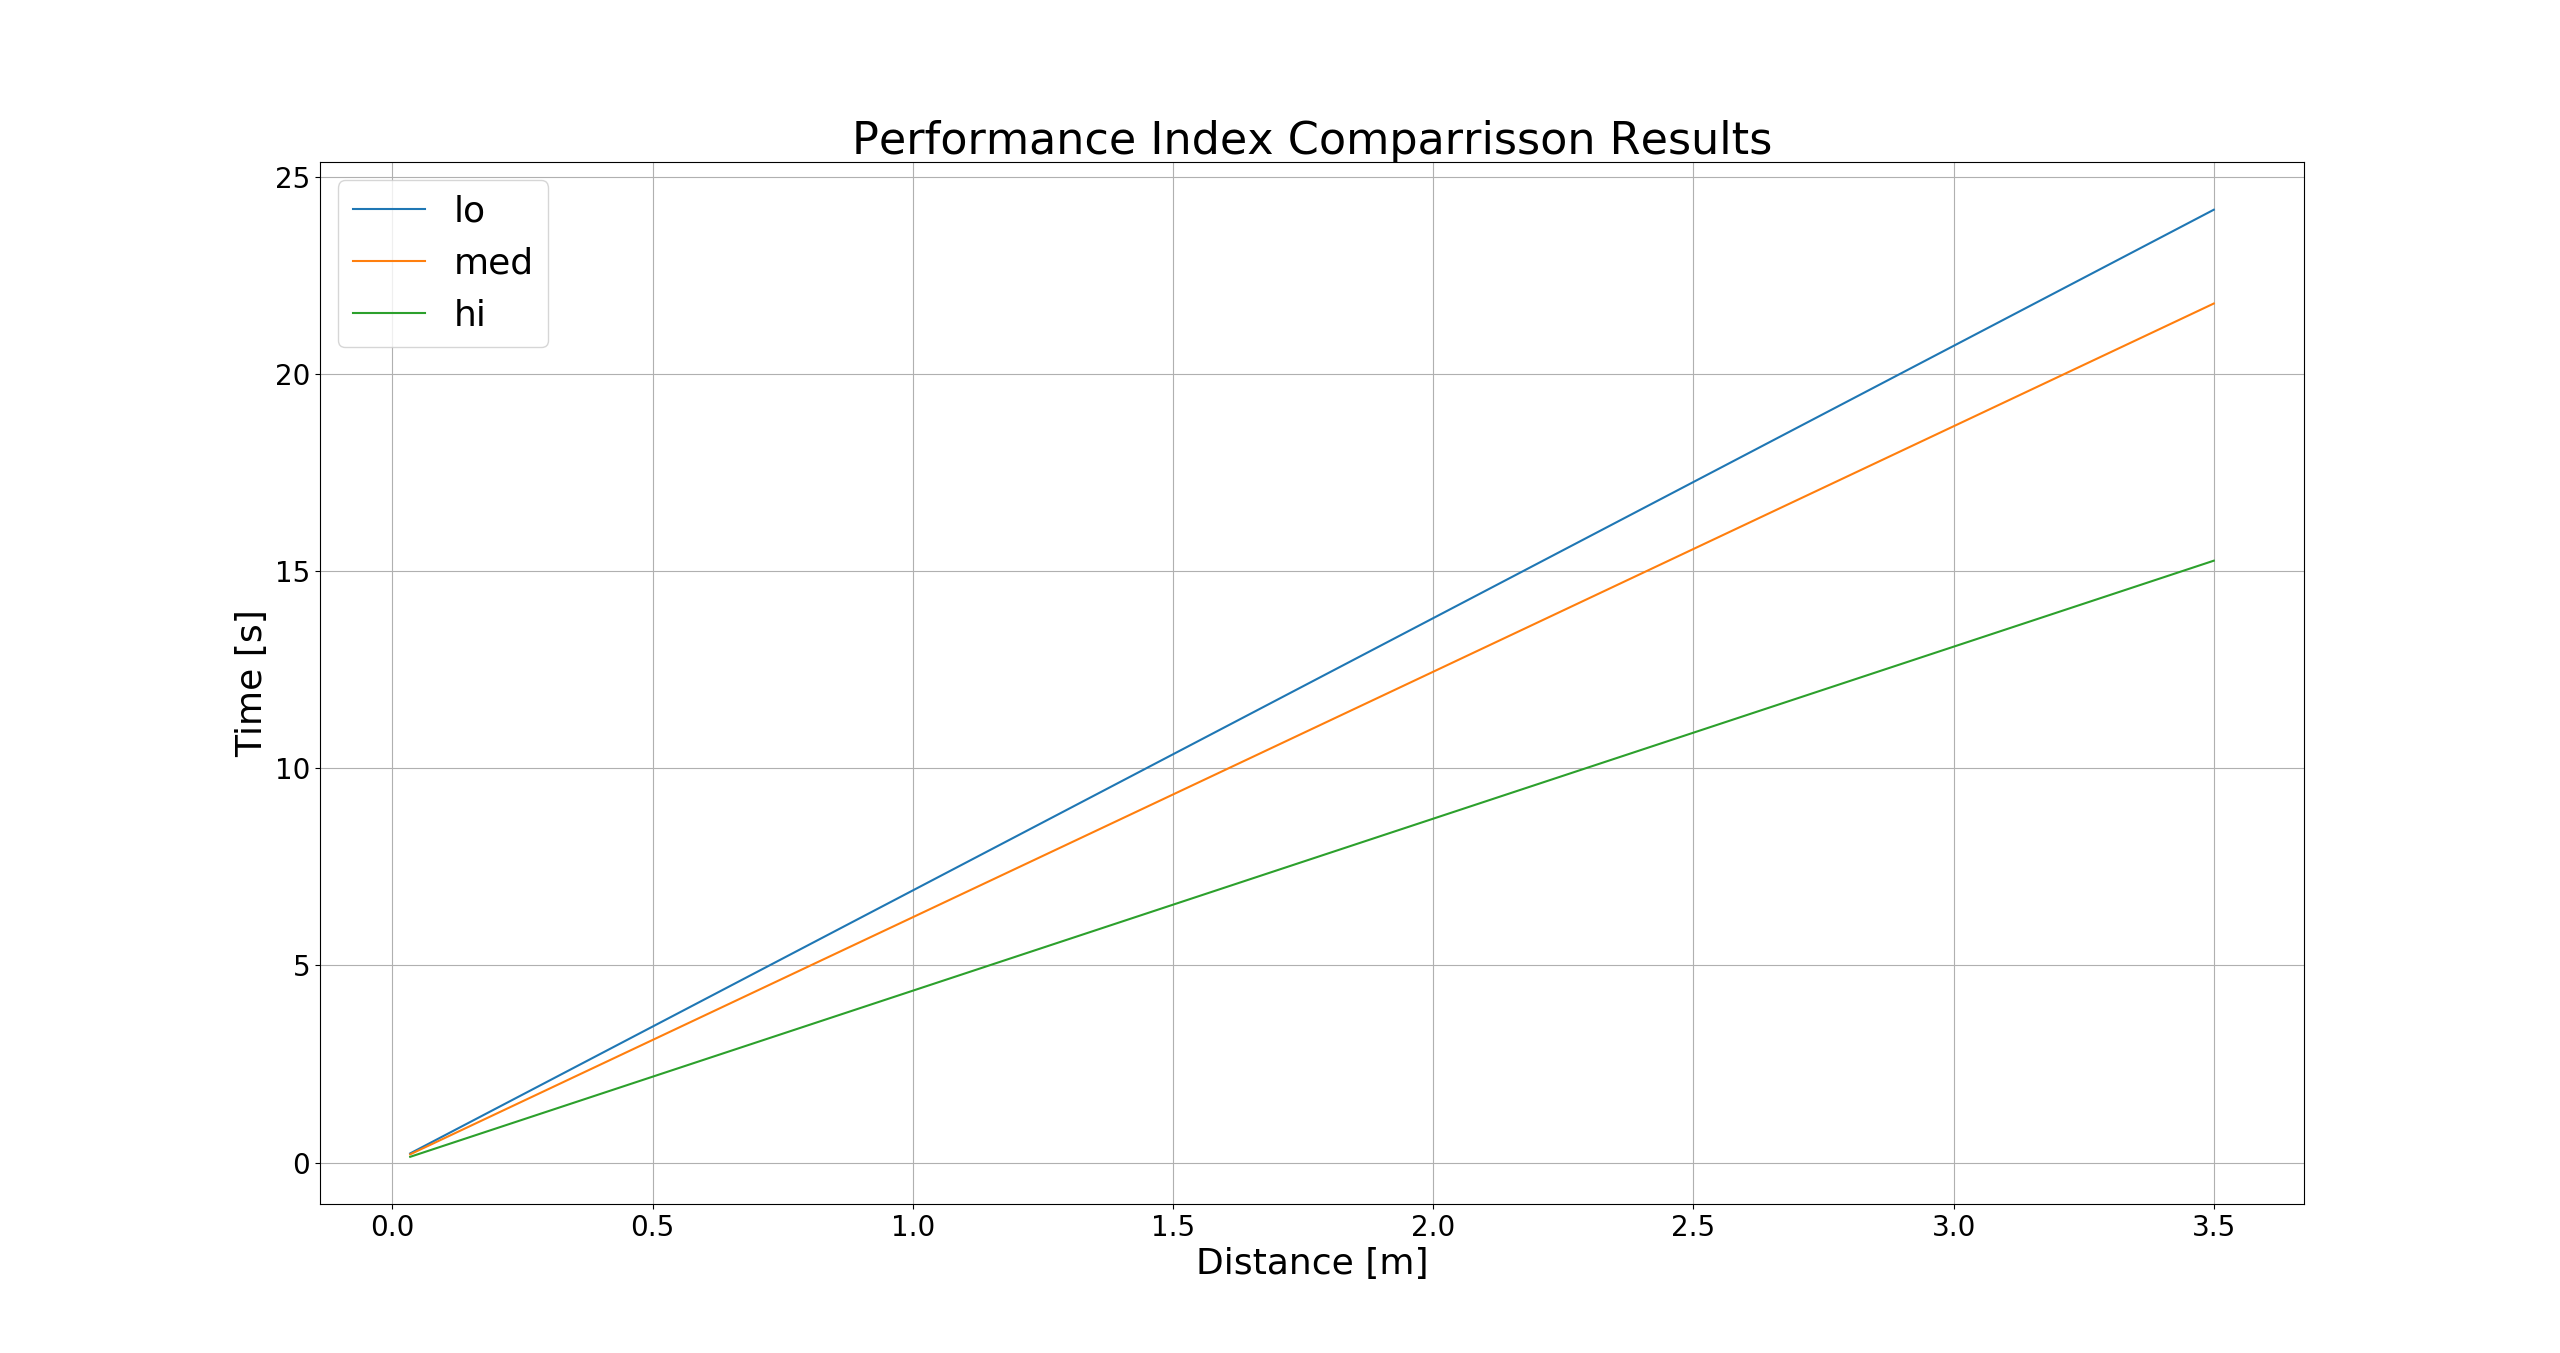 Performance Index Comparrisson Results
25
20
15
10
5
0
lo
med
hi
Time [s]
0.0 0.5 1.0 1.5 2.0 2.5 3.0 3.5
Distance [m]